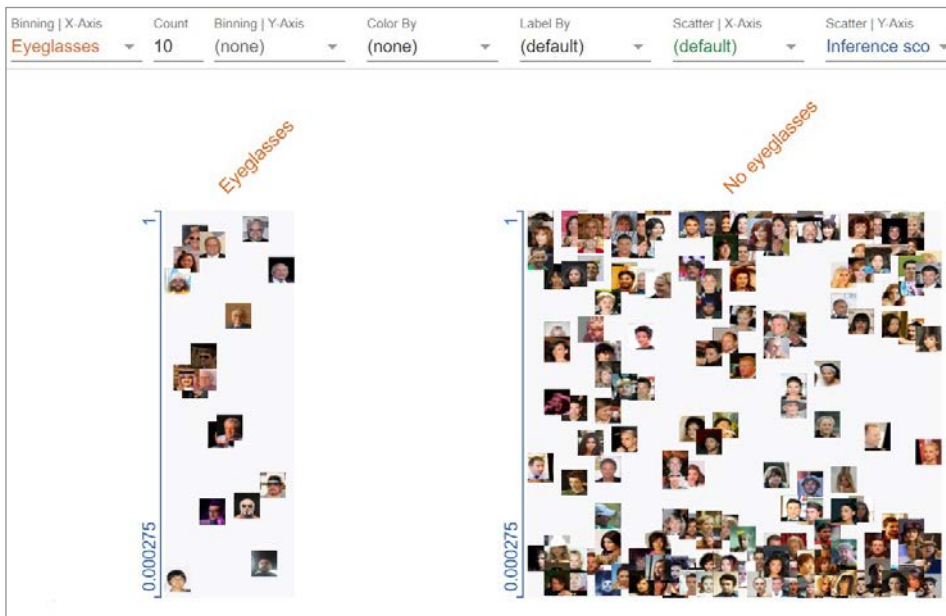 Binning | X-Axis Count Binning | Y-Axis Color By Label By Scatter | X-Axis Scatter | Y-Axis
Eyeglasses 10 (none) (none) (default) (default) Inference sco
Eyeglasses No eyeglasses
1 1
0.000275 0.000275